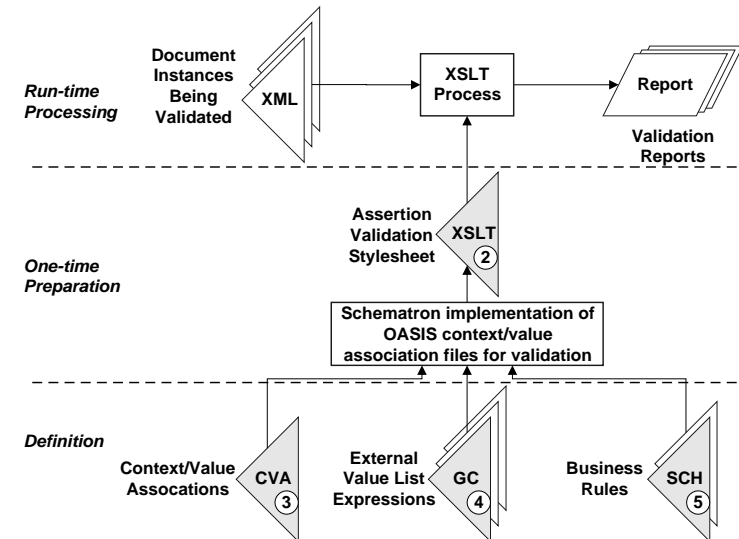 Document
Instances
Being
Validated
XML
XSLT
Process
Report
Validation
Reports
Run-time
Processing
Assertion
Validation
Stylesheet
XSLT
2
One-time
Preparation
Schematron implementation of
OASIS context/value
association files for validation
Definition
Context/Value
Assocations
CVA
3
External
Value List
Expressions
GC
4
Business
Rules
SCH
5